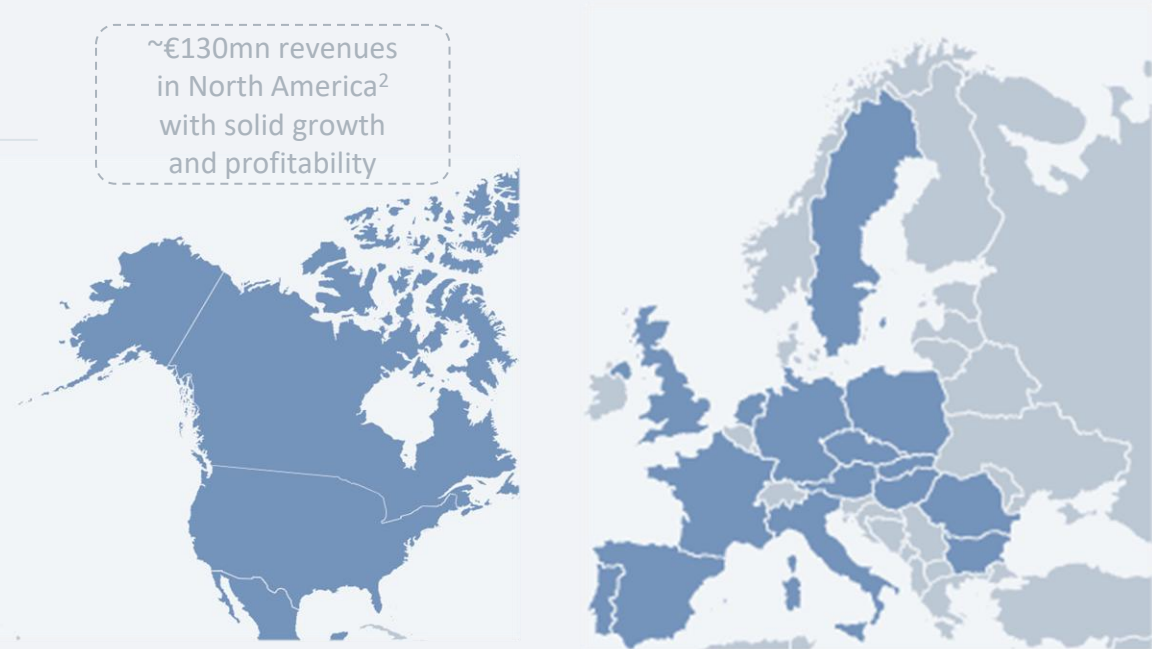 ~€130mn revenues
in North America²
with solid growth
and profitability